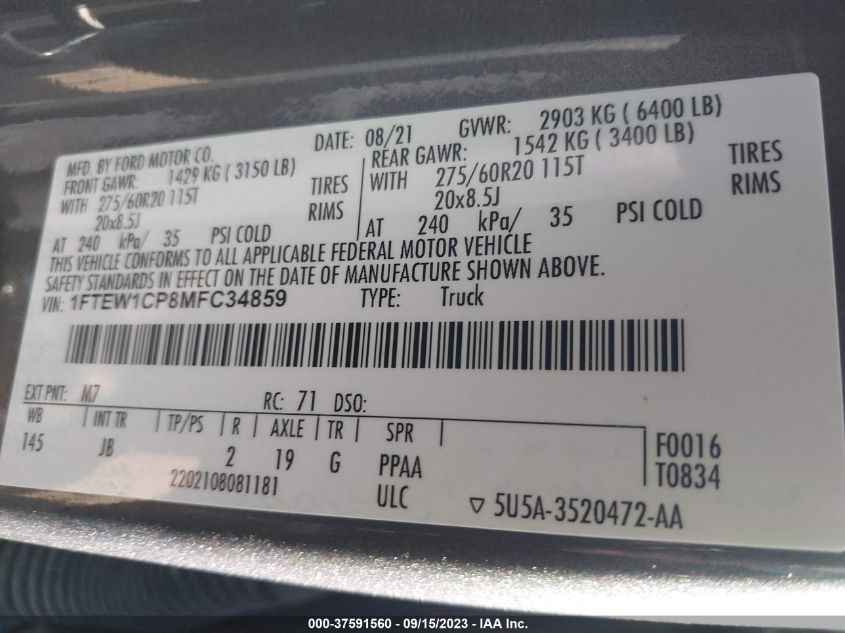 MFD. BY FORD MOTOR CO.
DATE: 08/21 GVWR: 2903 KG ( 6400 LB)
FRONT GAWR: 1429 KG ( 3150 LB)
REAR GAWR: 1542 KG ( 3400 LB)
WITH 275/60R20 115T TIRES
WITH 275/60R20 115T TIRES
20x8.5J RIMS
20x8.5J RIMS
AT 240 kPa/ 35 PSI COLD
AT 240 kPa/ 35 PSI COLD
THIS VEHICLE CONFORMS TO ALL APPLICABLE FEDERAL MOTOR VEHICLE
SAFETY STANDARDS IN EFFECT ON THE DATE OF MANUFACTURE SHOWN ABOVE.
VIN: 1FTEW1CP8MFC34859 TYPE: Truck
EXT PNT: M7 RC: 71 DSO:
WB | INT TR | TP/PS | R | AXLE | TR | SPR |
145 JB 2 19 G PPAA
F0016
T0834
2202108081181 ULC
▽ 5U5A-3520472-AA
000-37591560 - 09/15/2023 - IAA Inc.